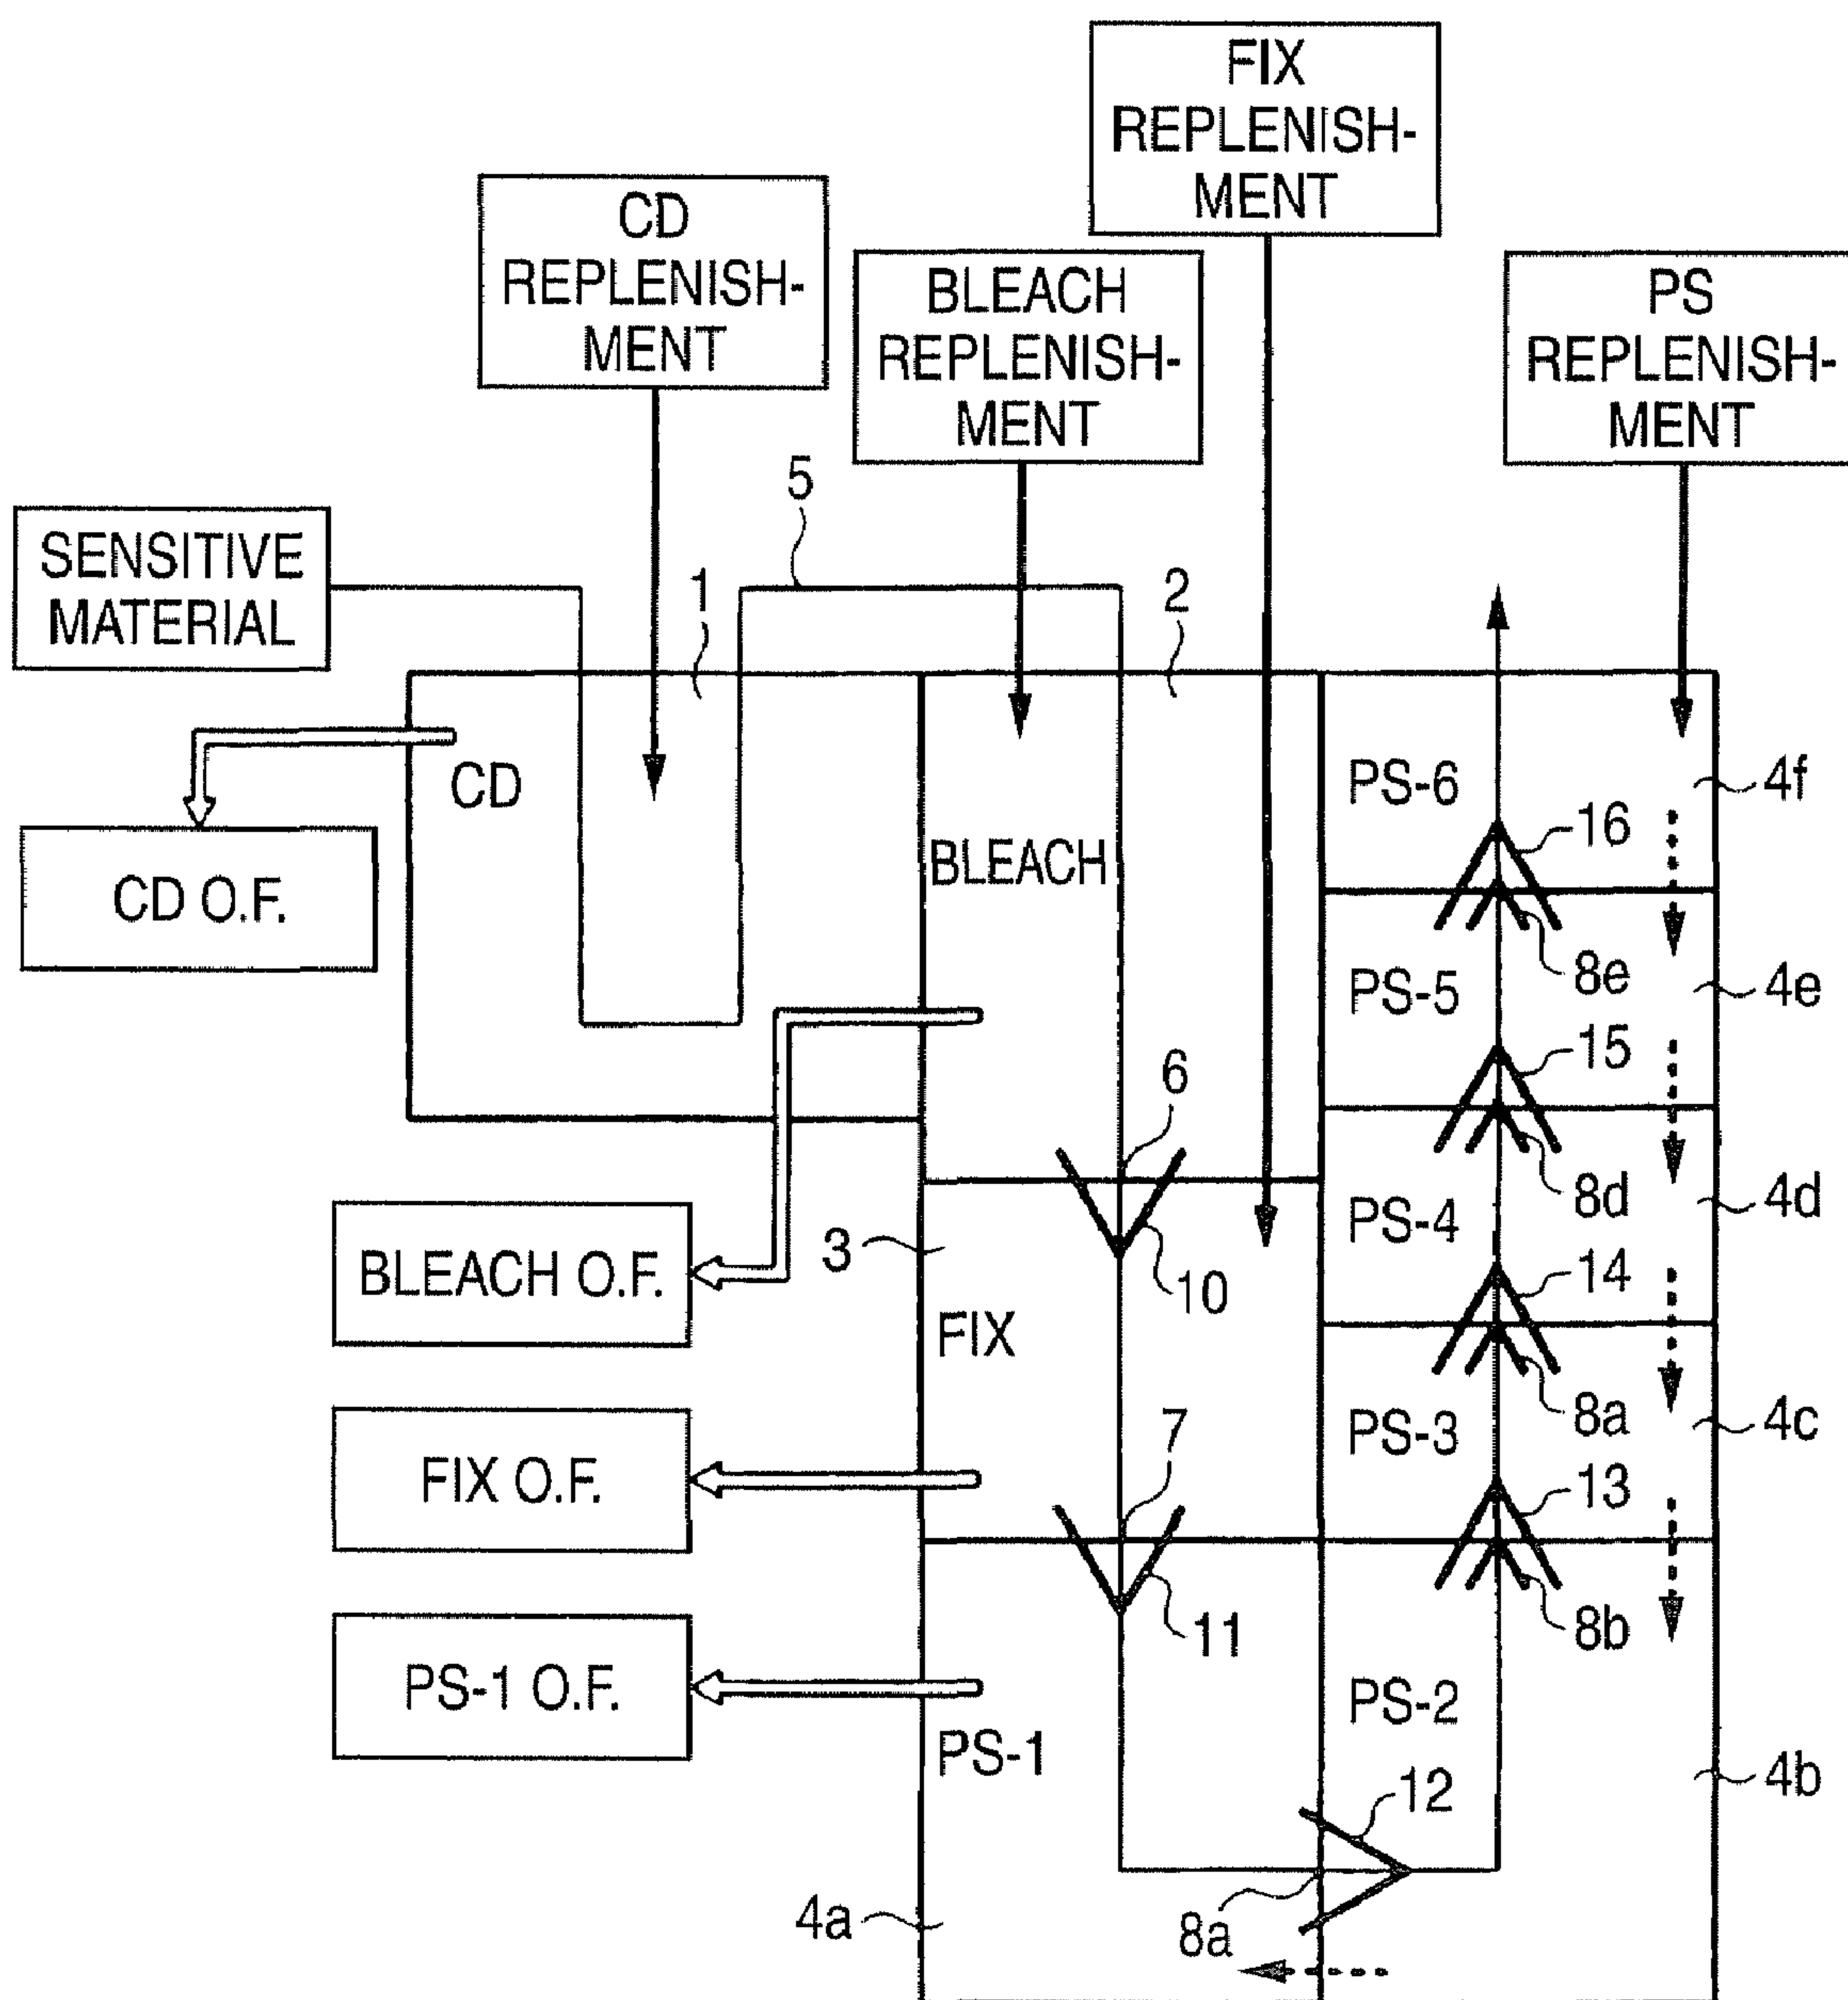 FIX
REPLENISH-
MENT
CD
REPLENISH-
MENT
BLEACH
REPLENISH-
MENT
PS
REPLENISH-
MENT
5
SENSITIVE
MATERIAL
1
2
CD
PS-6
4f
16
CD O.F.
BLEACH
8e
PS-5
4e
15
6
8d
PS-4
4d
3
10
14
BLEACH O.F.
FIX
8a
PS-3
4c
7
13
FIX O.F.
11
8b
PS-1 O.F.
PS-2
PS-1
4b
12
4a
8a